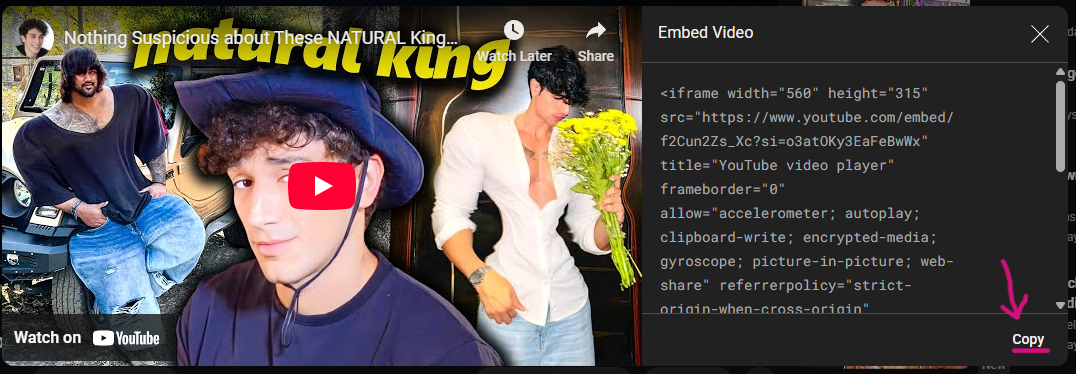 Nothing Suspicious about These NATURAL King...
Watch Later
Share
natural king
Watch on YouTube
Embed Video
<iframe width="560" height="315"
src="https://www.youtube.com/embed/
f2Cun2Zs_Xc?si=o3atOKy3EaFeBwWx"
title="YouTube video player"
frameborder="0"
allow="accelerometer; autoplay;
clipboard-write; encrypted-media;
gyroscope; picture-in-picture; web-
share" referrerpolicy="strict-
origin-when-cross-origin"
Copy
New